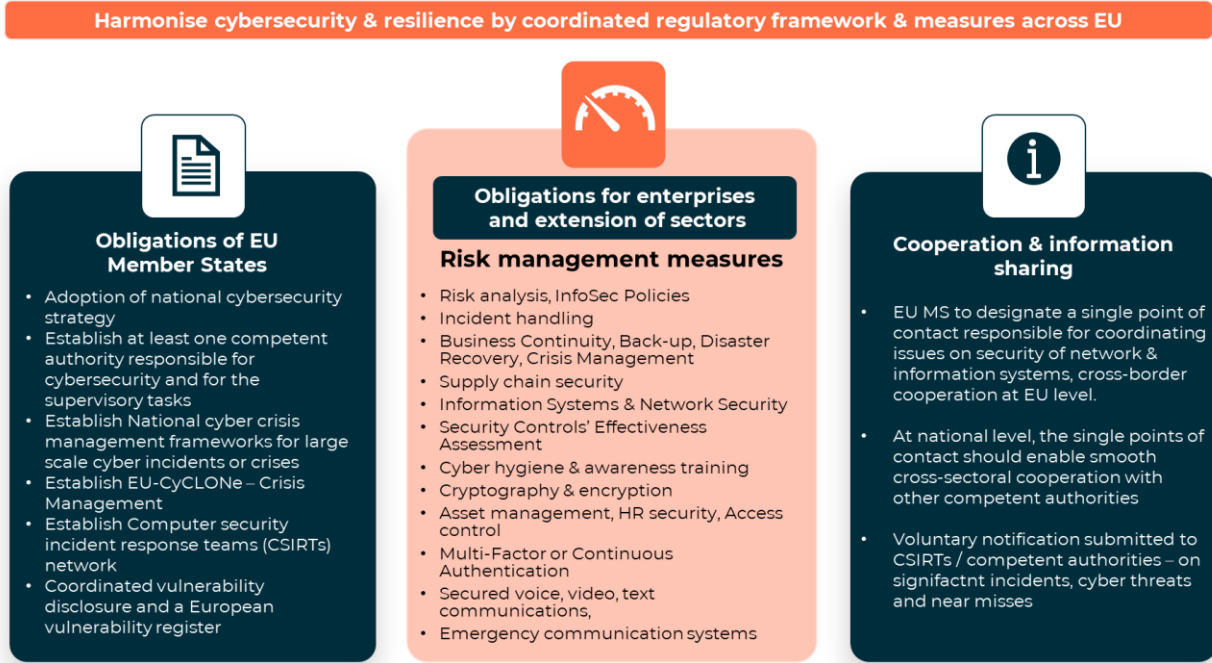 Harmonise cybersecurity & resilience by coordinated regulatory framework & measures across EU
Obligations of EU
Member States
• Adoption of national cybersecurity
strategy
• Establish at least one competent
authority responsible for
cybersecurity and for the
supervisory tasks
• Establish National cyber crisis
management frameworks for large
scale cyber incidents or crises
• Establish EU-CyCLONe – Crisis
Management
• Establish Computer security
incident response teams (CSIRTs)
network
• Coordinated vulnerability
disclosure and a European
vulnerability register
Obligations for enterprises
and extension of sectors
Risk management measures
• Risk analysis, InfoSec Policies
• Incident handling
• Business Continuity, Back-up, Disaster
Recovery, Crisis Management
• Supply chain security
• Information Systems & Network Security
• Security Controls’ Effectiveness
Assessment
• Cyber hygiene & awareness training
• Cryptography & encryption
• Asset management, HR security, Access
control
• Multi-Factor or Continuous
Authentication
• Secured voice, video, text
communications,
• Emergency communication systems
Cooperation & information
sharing
• EU MS to designate a single point of
contact responsible for coordinating
issues on security of network &
information systems, cross-border
cooperation at EU level.
• At national level, the single points of
contact should enable smooth
cross-sectoral cooperation with
other competent authorities
• Voluntary notification submitted to
CSIRTs / competent authorities – on
signifactnt incidents, cyber threats
and near misses